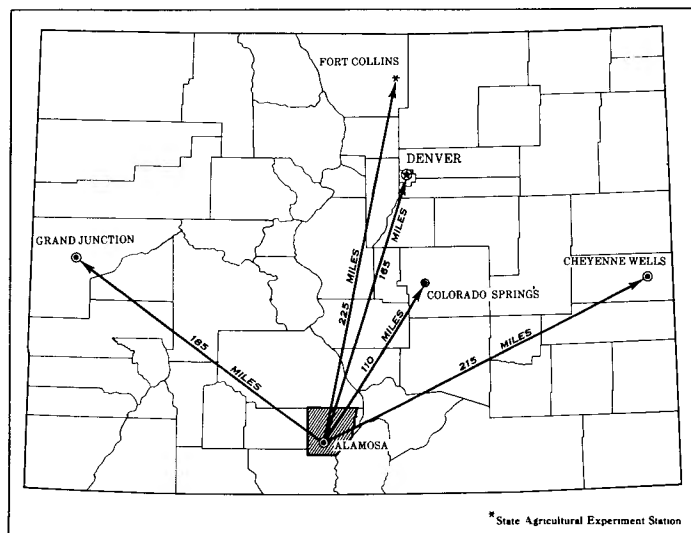 FORT COLLINS
DENVER
GRAND JUNCTION
CHEYENNE WELLS
COLORADO SPRINGS
225 MILES
165 MILES
185 MILES
110 MILES
215 MILES
ALAMOSA
*State Agricultural Experiment Station